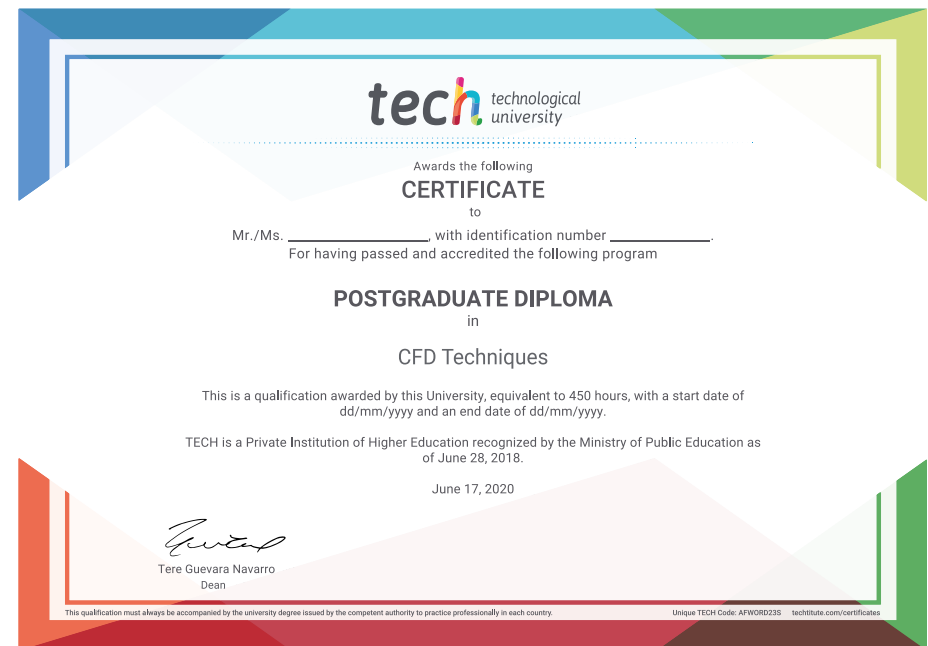 tech technological
university
Awards the following
CERTIFICATE
to
Mr./Ms. ____________________, with identification number ______________.
For having passed and accredited the following program
POSTGRADUATE DIPLOMA
in
CFD Techniques
This is a qualification awarded by this University, equivalent to 450 hours, with a start date of
dd/mm/yyyy and an end date of dd/mm/yyyy.
TECH is a Private Institution of Higher Education recognized by the Ministry of Public Education as
of June 28, 2018.
June 17, 2020
Tere Guevara Navarro
Dean
This qualification must always be accompanied by the university degree issued by the competent authority to practice professionally in each country. Unique TECH Code: AFWORD23S techtitute.com/certificates